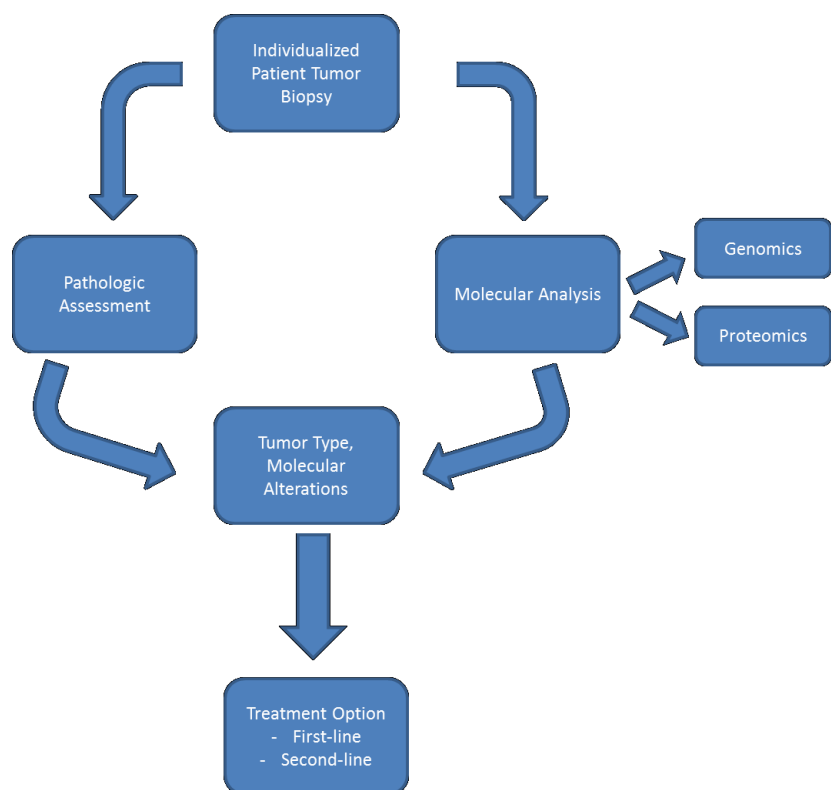 Individualized
Patient Tumor
Biopsy
Pathologic
Assessment
Molecular Analysis
Genomics
Proteomics
Tumor Type,
Molecular
Alterations
Treatment Option
- First-line
- Second-line